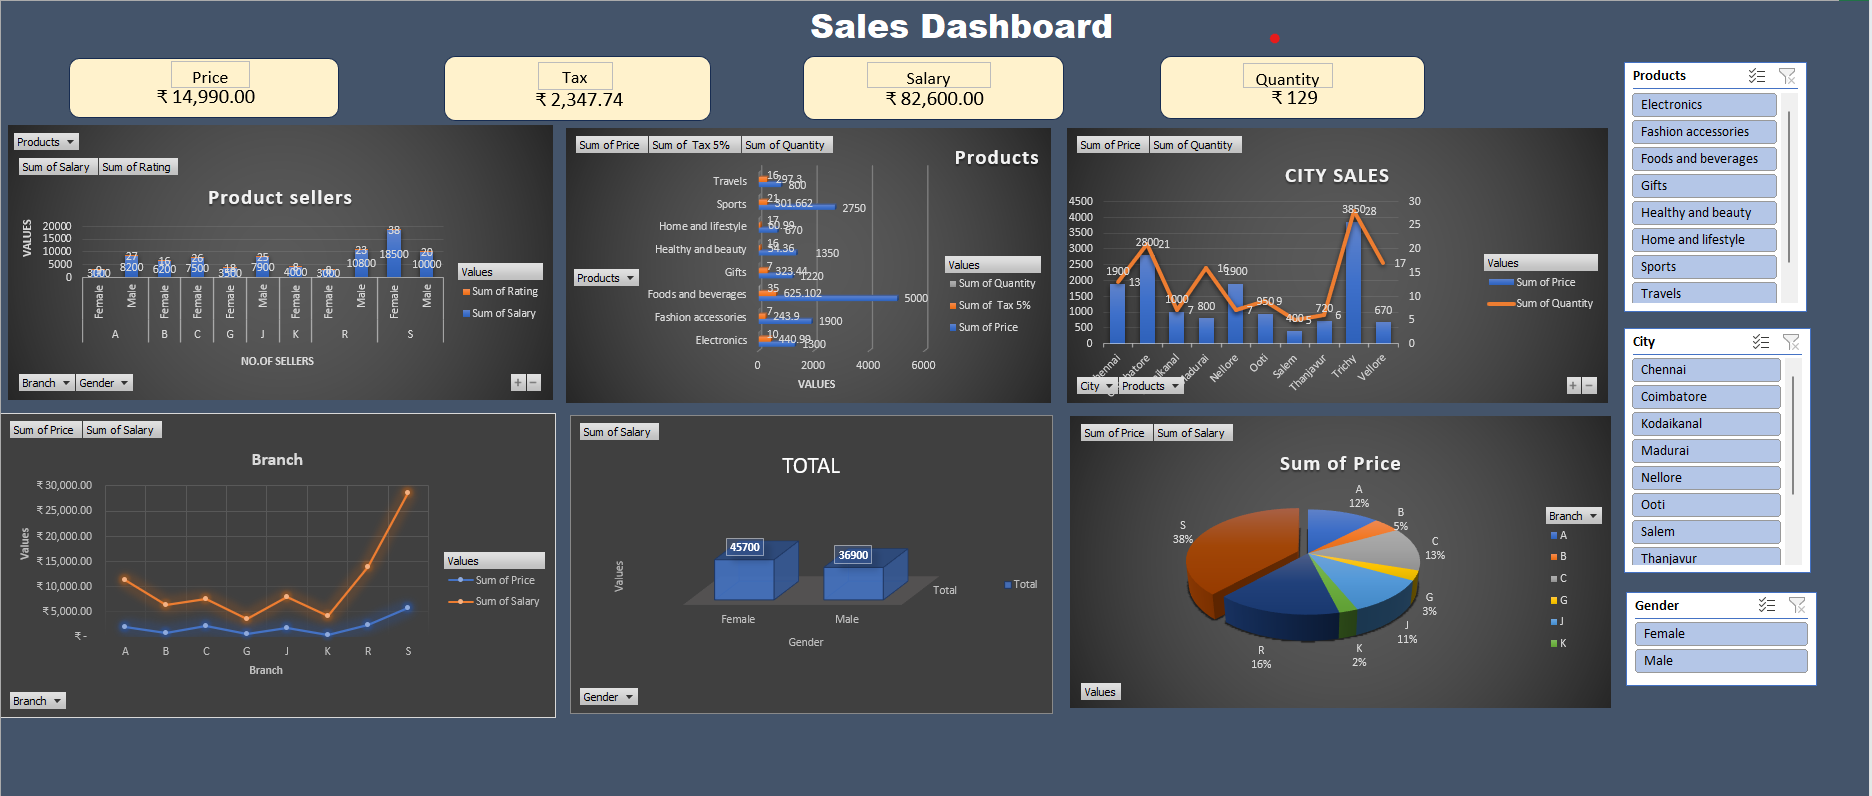 Sales Dashboard
Price
₹ 14,990.00
Tax
₹ 2,347.74
Salary
₹ 82,600.00
Quantity
₹ 129
Products
Sum of Salary Sum of Rating
Product sellers
VALUES
20000
15000
10000
5000
0
3000
27
8200
16
6200
26
7500
18
3500
25
7900
8
4000
3000
23
10800
38
18500
20
10000
Female Male Female Female Female Male Female Female Male Female Male
A B C G J K R S
NO.OF SELLERS
Values
Sum of Rating
Sum of Salary
Branch Gender
Sum of Price Sum of Tax 5% Sum of Quantity
Products
Travels 16 297.3 800
Sports 21 301.662 2750
Home and lifestyle 17 60.99 670
Healthy and beauty 16 54.36 1350
Gifts 7 323.44 1220
Foods and beverages 35 625.102 5000
Fashion accessories 7 243.9 1900
Electronics 10 440.99 1300
0 2000 4000 6000
VALUES
Products
Values
Sum of Quantity
Sum of Tax 5%
Sum of Price
Sum of Price Sum of Quantity
CITY SALES
4500
4000
3500
3000
2500
2000
1500
1000
500
0
30
25
20
15
10
5
0
1900 13
2800 21
1000 7
800 16
1900 7
950 9
400 5
720 6
3850 28
670 17
Madurai
Nellore
Ooti
Salem
Thanjavur
Trichy
Vellore
City Products
Values
Sum of Price
Sum of Quantity
Sum of Price Sum of Salary
Branch
₹ 30,000.00
₹ 25,000.00
₹ 20,000.00
₹ 15,000.00
₹ 10,000.00
₹ 5,000.00
₹ -
Values
A B C G J K R S
Branch
Values
Sum of Price
Sum of Salary
Branch
Sum of Salary
TOTAL
Values
45700
36900
Female Male
Gender
Total
Total
Gender
Sum of Price Sum of Salary
Sum of Price
A
12%
B
5%
C
13%
G
3%
J
11%
K
2%
R
16%
S
38%
Branch
A
B
C
G
J
K
Values
Products
Electronics
Fashion accessories
Foods and beverages
Gifts
Healthy and beauty
Home and lifestyle
Sports
Travels
City
Chennai
Coimbatore
Kodaikanal
Madurai
Nellore
Ooti
Salem
Thanjavur
Gender
Female
Male